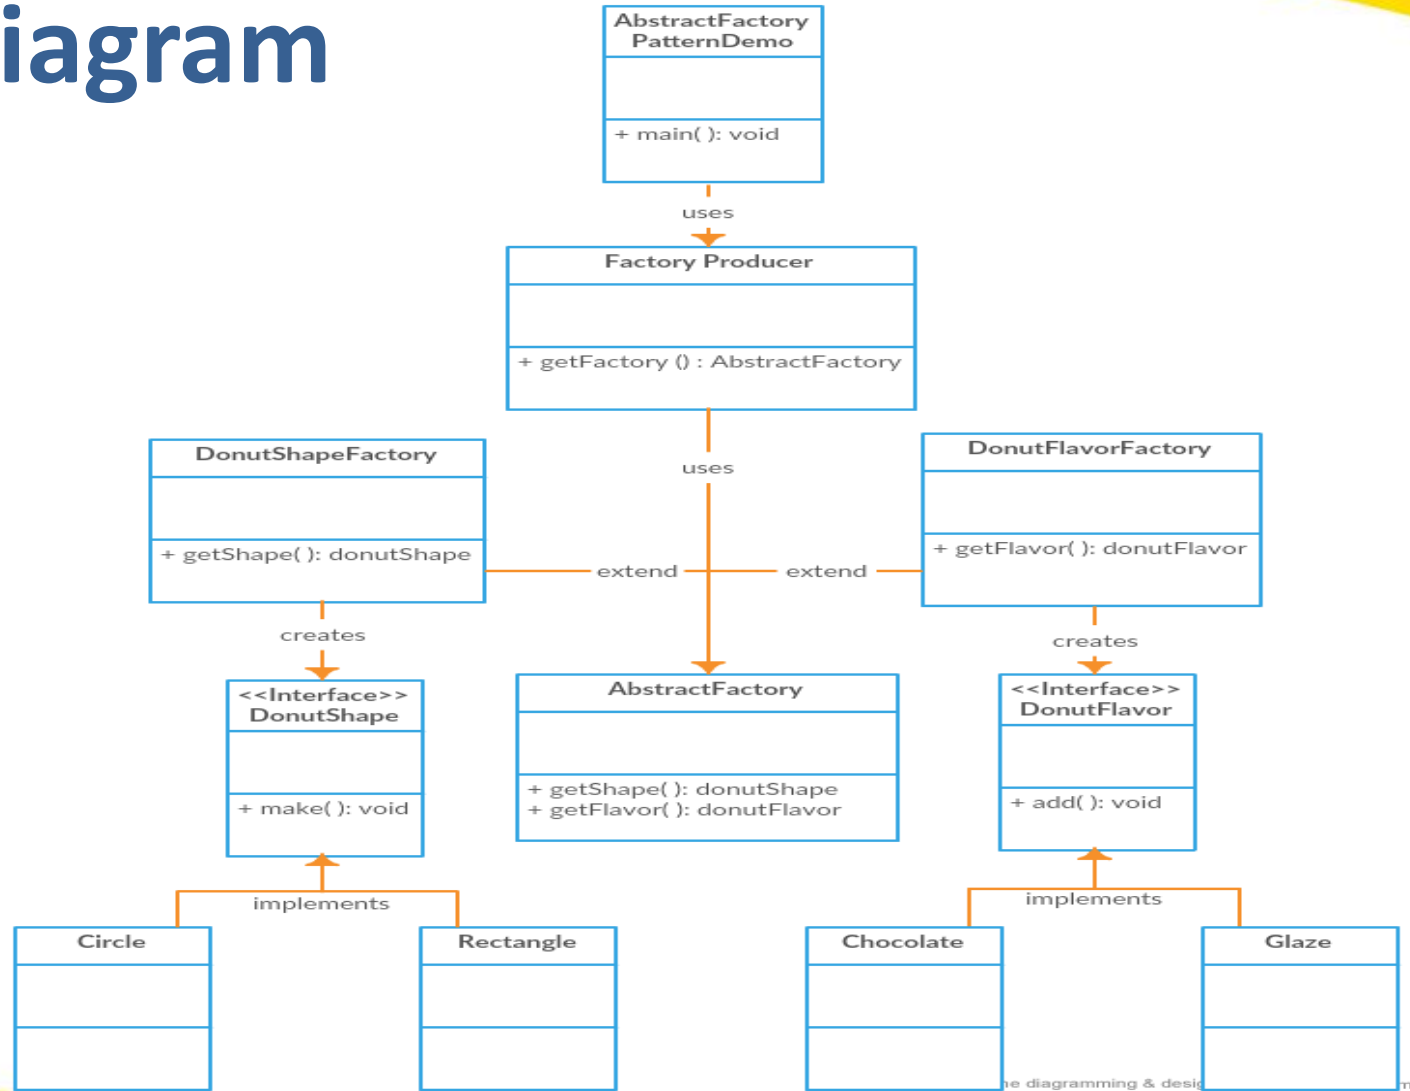 iagram
AbstractFactory
PatternDemo
+ main( ): void
uses
Factory Producer
+ getFactory () : AbstractFactory
DonutShapeFactory
+ getShape( ): donutShape
uses
DonutFlavorFactory
+ getFlavor( ): donutFlavor
extend
extend
creates
creates
<<Interface>>
DonutShape
+ make( ): void
AbstractFactory
+ getShape( ): donutShape
+ getFlavor( ): donutFlavor
<<Interface>>
DonutFlavor
+ add( ): void
implements
implements
Circle
Rectangle
Chocolate
Glaze
diagramming &